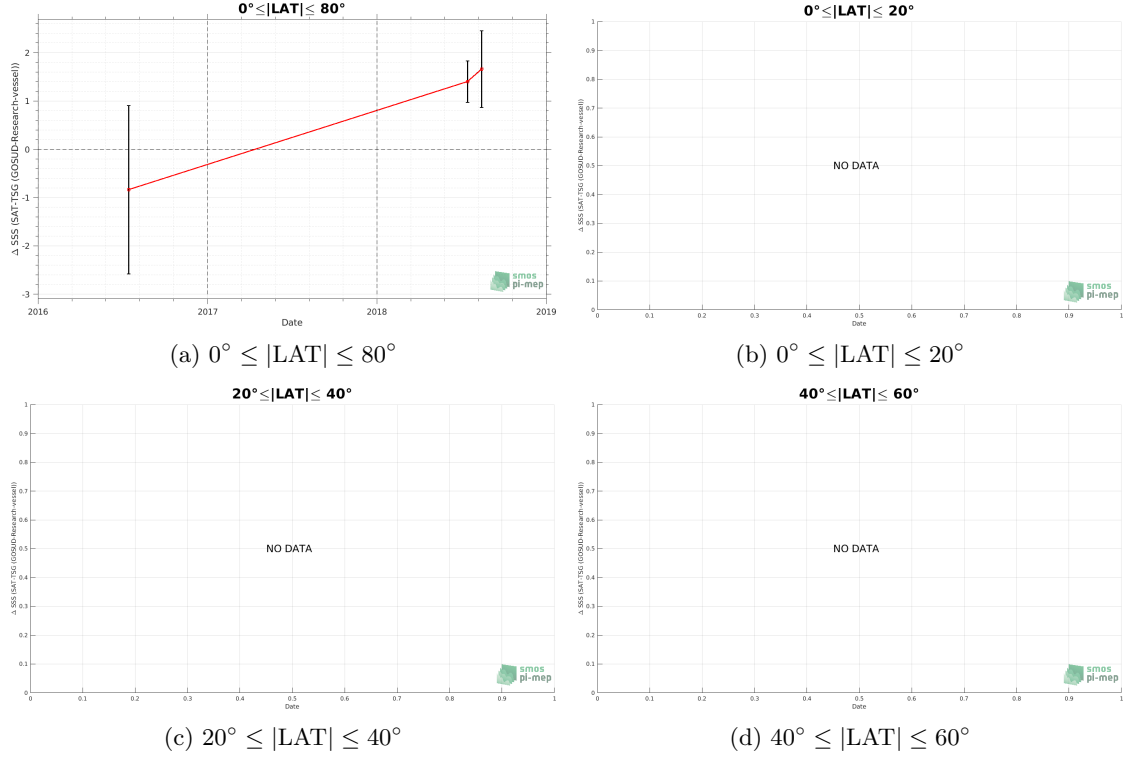 0°≤|LAT|≤ 80°
Δ SSS (SAT-TSG (GOSUD-Research-vessel))
2
1
0
-1
-2
-3
2016
2017
2018
2019
Date
smos
pi-mep
(a) 0° ≤ |LAT| ≤ 80°
0°≤|LAT|≤ 20°
Δ SSS (SAT-TSG (GOSUD-Research-vessel))
1
0.9
0.8
0.7
0.6
0.5
0.4
0.3
0.2
0.1
0
NO DATA
0 0.1 0.2 0.3 0.4 0.5 0.6 0.7 0.8 0.9 1
Date
smos
pi-mep
(b) 0° ≤ |LAT| ≤ 20°
20°≤|LAT|≤ 40°
Δ SSS (SAT-TSG (GOSUD-Research-vessel))
1
0.9
0.8
0.7
0.6
0.5
0.4
0.3
0.2
0.1
0
NO DATA
0 0.1 0.2 0.3 0.4 0.5 0.6 0.7 0.8 0.9 1
Date
smos
pi-mep
(c) 20° ≤ |LAT| ≤ 40°
40°≤|LAT|≤ 60°
Δ SSS (SAT-TSG (GOSUD-Research-vessel))
1
0.9
0.8
0.7
0.6
0.5
0.4
0.3
0.2
0.1
0
NO DATA
0 0.1 0.2 0.3 0.4 0.5 0.6 0.7 0.8 0.9 1
Date
smos
pi-mep
(d) 40° ≤ |LAT| ≤ 60°